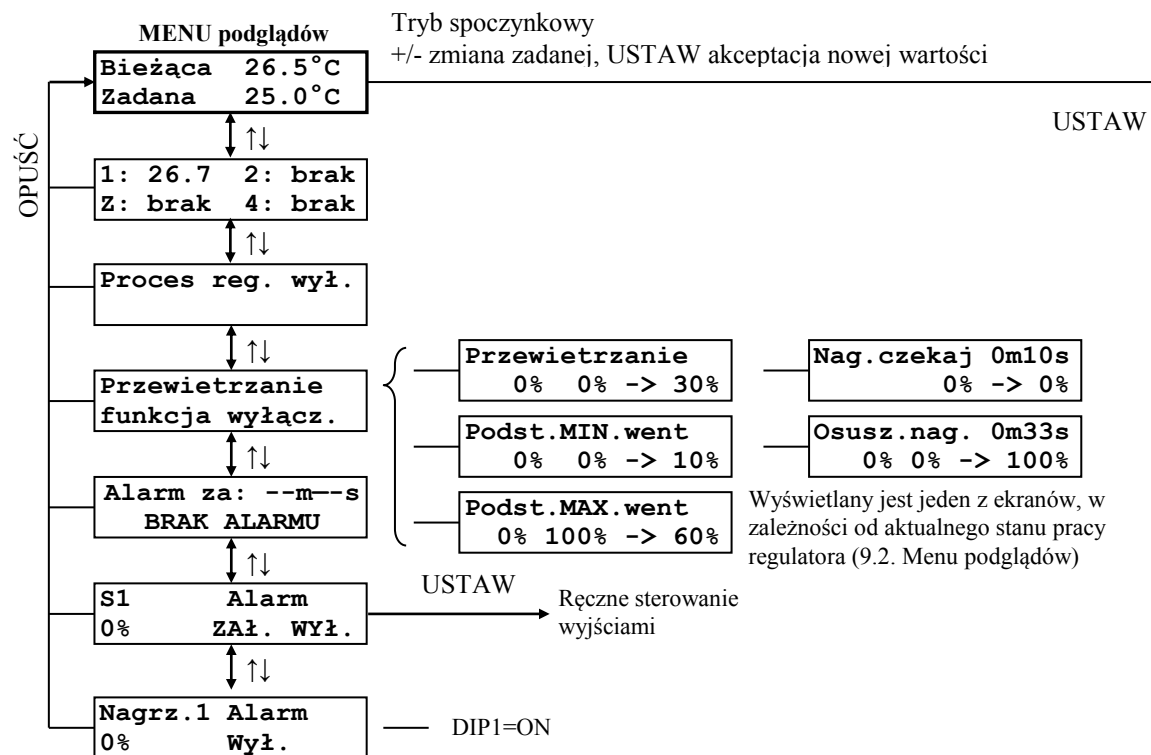 MENU podglądów
Tryb spoczynkowy
+/- zmiana zadanej, USTAW akceptacja nowej wartości
Bieżąca 26.5°C
Zadana 25.0°C
USTAW
OPUŚĆ
↑↓
1: 26.7 2: brak
Z: brak 4: brak
↑↓
Proces reg. wył.
↑↓
Przewietrzanie
funkcja wyłącz.
Przewietrzanie
0% 0% -> 30%
Nag.czekaj 0m10s
0% -> 0%
↑↓
Podst.MIN.went
0% 0% -> 10%
Osusz.nag. 0m33s
0% 0% -> 100%
Alarm za: --m--s
BRAK ALARMU
Podst.MAX.went
0% 100% -> 60%
Wyświetlany jest jeden z ekranów, w
zależności od aktualnego stanu pracy
regulatora (9.2. Menu podglądów)
↑↓
S1 Alarm
0% ZAŁ. WYŁ.
USTAW
Ręczne sterowanie
wyjściami
↑↓
Nagrz.1 Alarm
0% Wył.
DIP1=ON